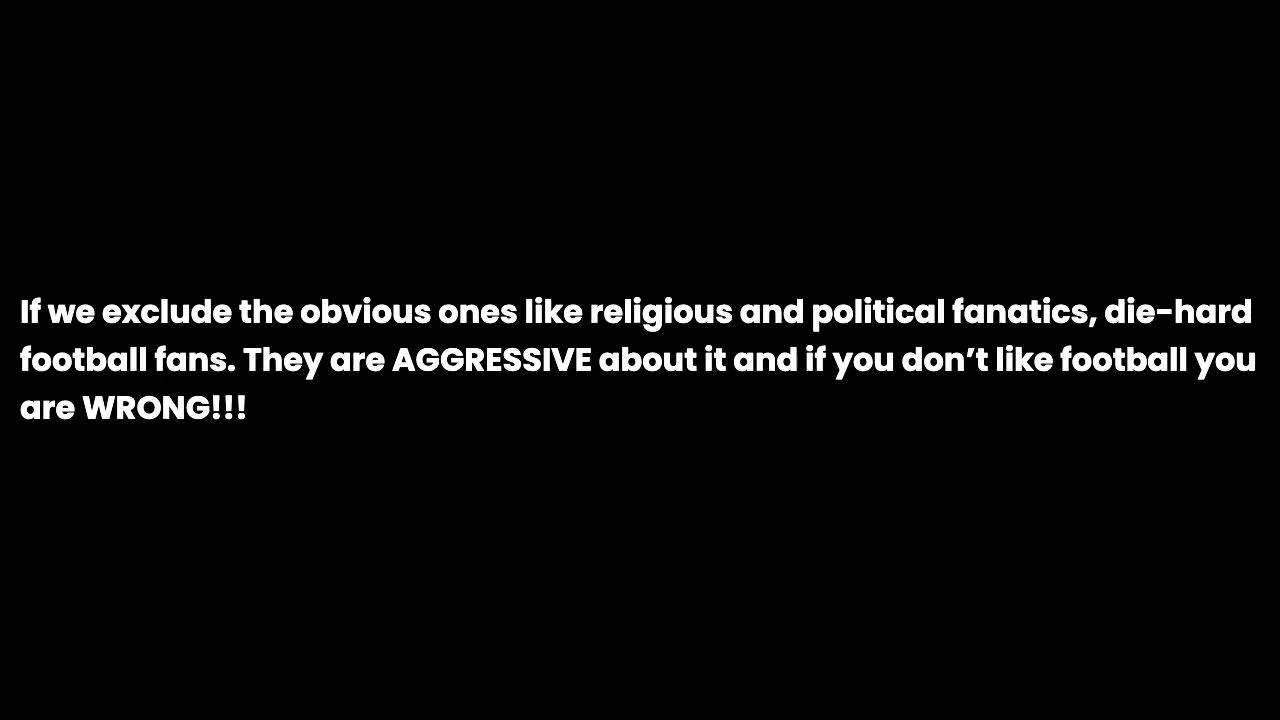 If we exclude the obvious ones like religious and political fanatics, die-hard
football fans. They are AGGRESSIVE about it and if you don’t like football you
are WRONG!!!